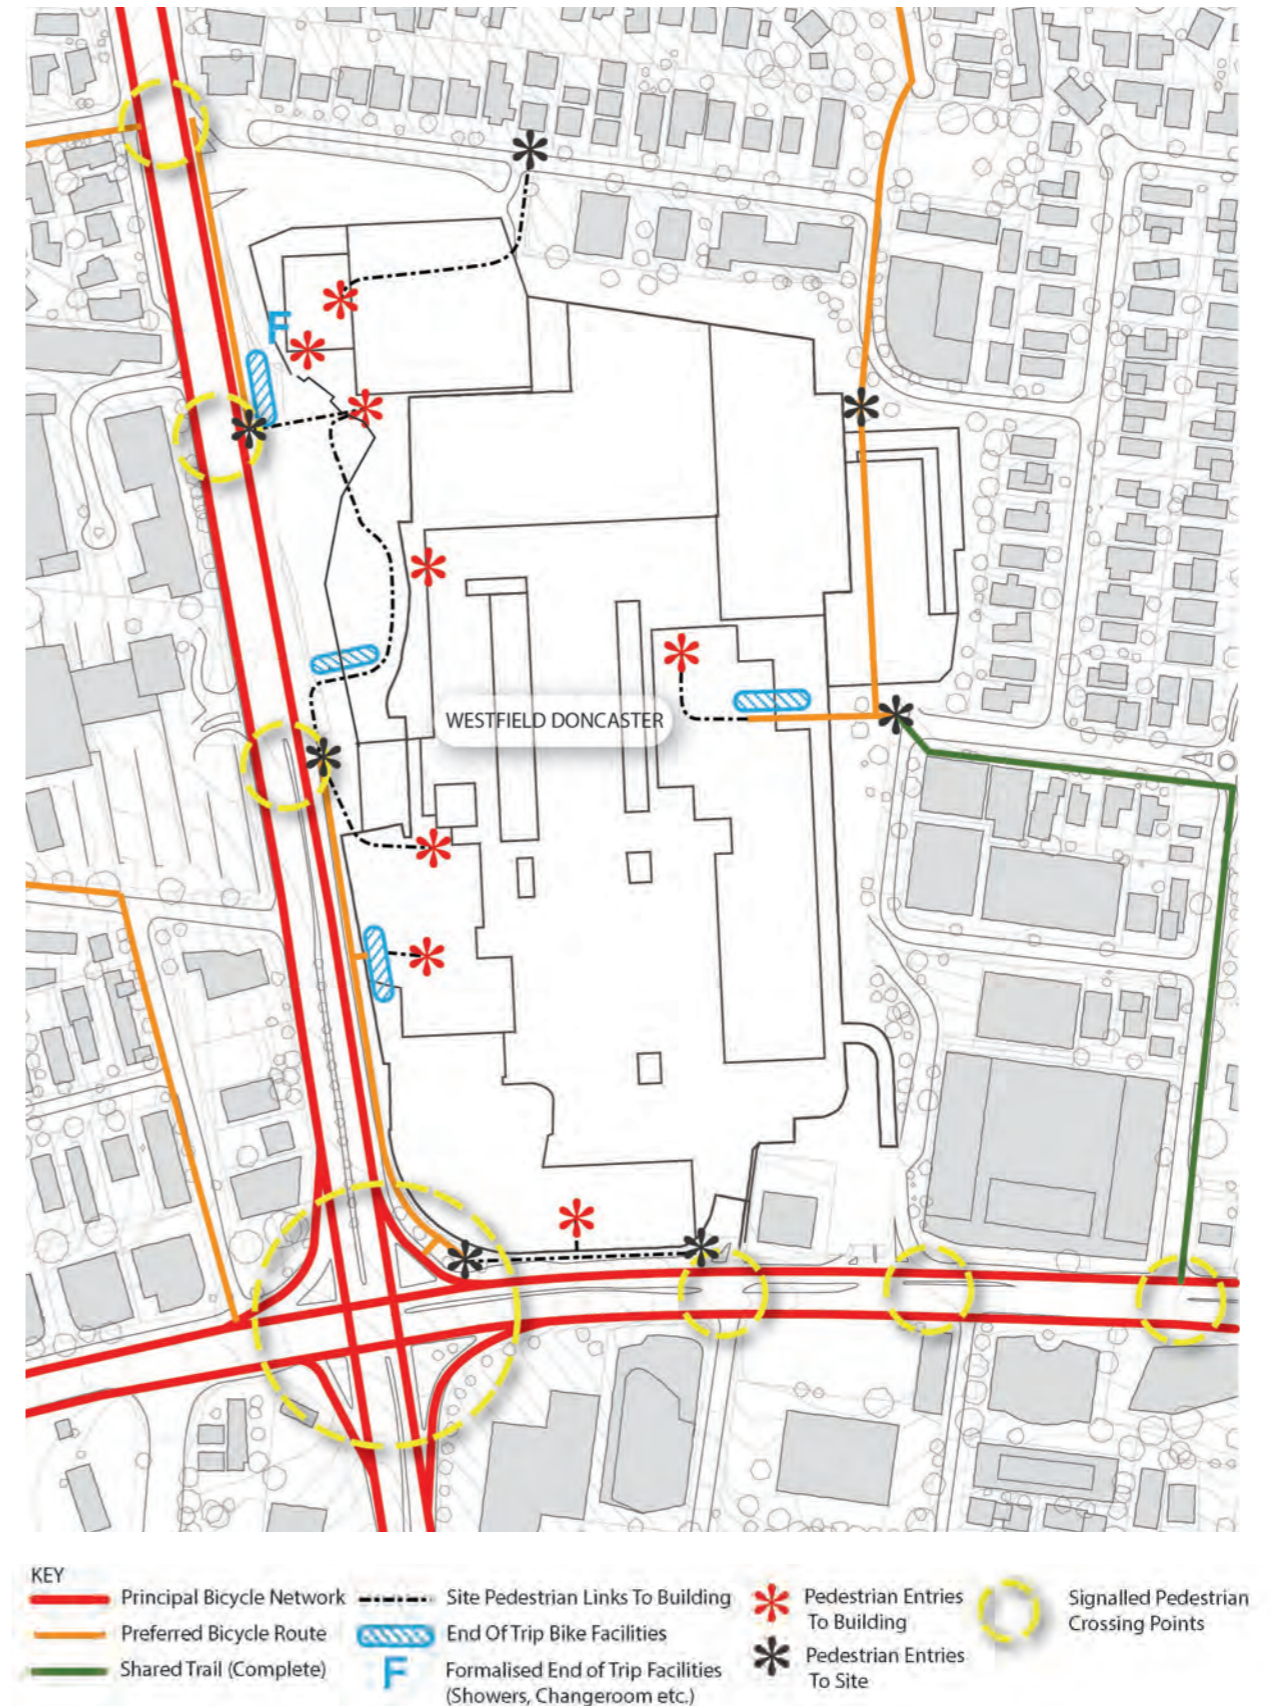 F
WESTFIELD DONCASTER
KEY
Principal Bicycle Network
Preferred Bicycle Route
Shared Trail (Complete)
Site Pedestrian Links To Building
End Of Trip Bike Facilities
F
Formalised End of Trip Facilities
(Showers, Changeroom etc.)
Pedestrian Entries
To Building
Pedestrian Entries
To Site
Signalled Pedestrian
Crossing Points